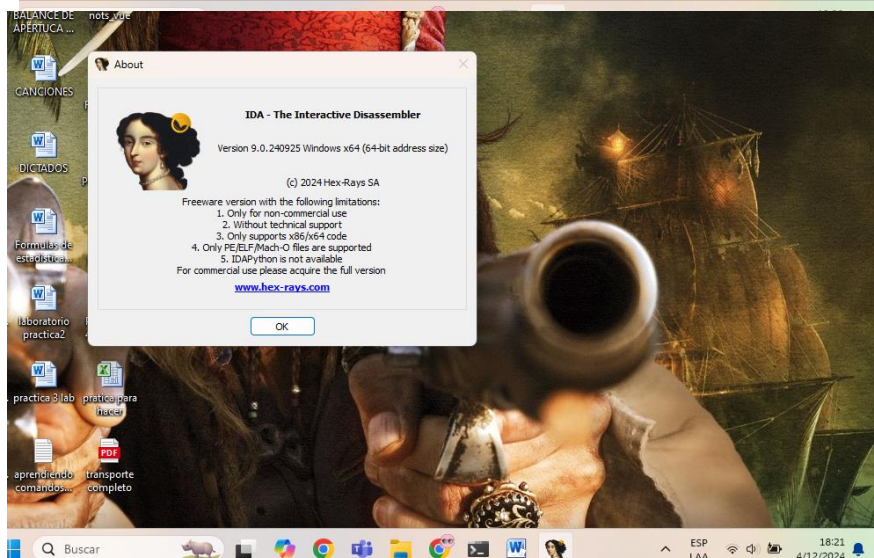 BALANCE DE
APERTUCA ...
nots_vue
CANCIONES
DICTADOS
Formulas de
estadistica...
laboratorio
practica2
practica 3 lab
pratica para
hacer
aprendiendo
comandos...
PDF
transporte
completo
About
IDA - The Interactive Disassembler
Version 9.0.240925 Windows x64 (64-bit address size)
(c) 2024 Hex-Rays SA
Freeware version with the following limitations:
1. Only for non-commercial use
2. Without technical support
3. Only supports x86/x64 code
4. Only PE/ELF/Mach-O files are supported
5. IDAPython is not available
For commercial use please acquire the full version
www.hex-rays.com
OK
Buscar
ESP
LAA
18:21
4/12/2024